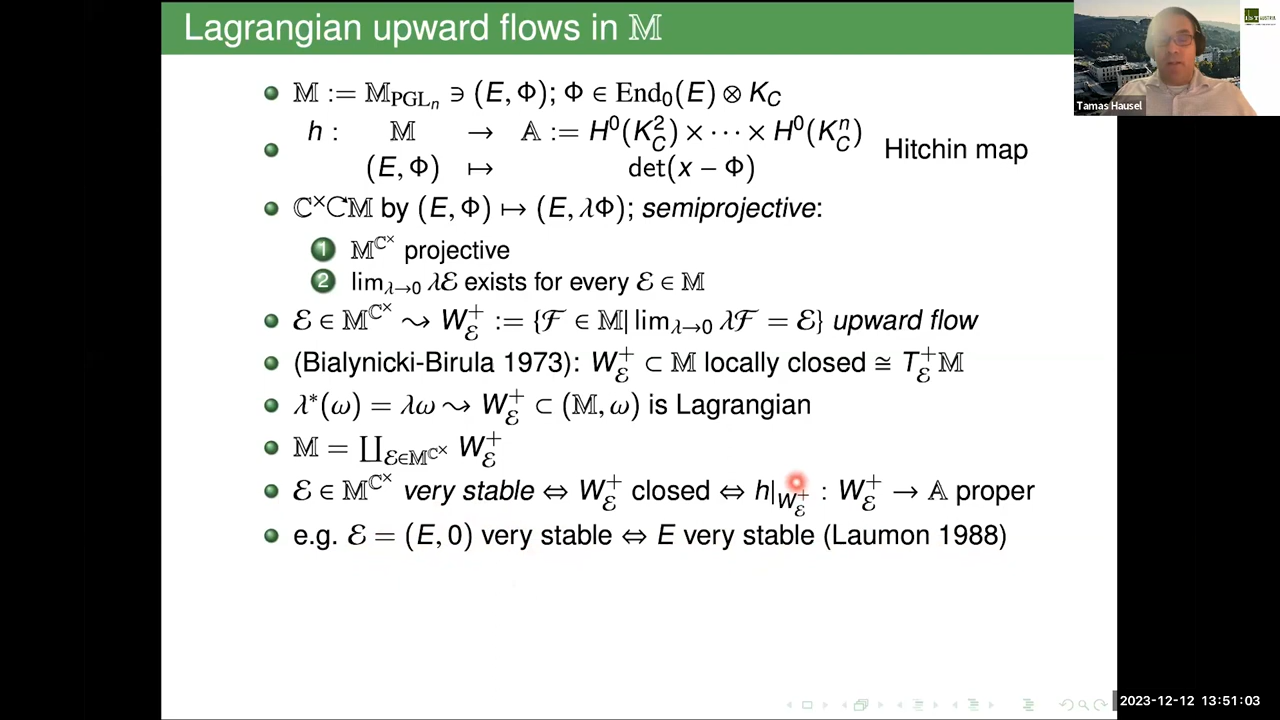 Lagrangian upward flows in 𝕄
𝕄 := 𝕄_{PGL_n} ∋ (E, Φ); Φ ∈ End₀(E) ⊗ K_C
h : 𝕄 → 𝔸 := H⁰(K_C²) × ⋯ × H⁰(K_Cⁿ) Hitchin map
(E, Φ) ↦ det(x − Φ)
ℂ^× ⟳ 𝕄 by (E, Φ) ↦ (E, λΦ); semiprojective:
1 𝕄^{ℂ^×} projective
2 lim_{λ→0} λℰ exists for every ℰ ∈ 𝕄
ℰ ∈ 𝕄^{ℂ^×} ⇝ W_ℰ^+ := {ℱ ∈ 𝕄| lim_{λ→0} λℱ = ℰ} upward flow
(Bialynicki-Birula 1973): W_ℰ^+ ⊂ 𝕄 locally closed ≅ T_ℰ^+ 𝕄
λ*(ω) = λω ⇝ W_ℰ^+ ⊂ (𝕄, ω) is Lagrangian
𝕄 = ∐_{ℰ∈𝕄^{ℂ^×}} W_ℰ^+
ℰ ∈ 𝕄^{ℂ^×} very stable ⇔ W_ℰ^+ closed ⇔ h|_{W_ℰ^+} : W_ℰ^+ → 𝔸 proper
e.g. ℰ = (E, 0) very stable ⇔ E very stable (Laumon 1988)
Tamas Hausel
2023-12-12 13:51:03